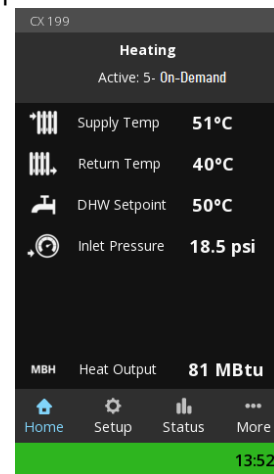 CX 199
Heating
Active: 5- On-Demand
Supply Temp 51°C
Return Temp 40°C
DHW Setpoint 50°C
Inlet Pressure 18.5 psi
MBH Heat Output 81 MBtu
Home Setup Status More
13:52